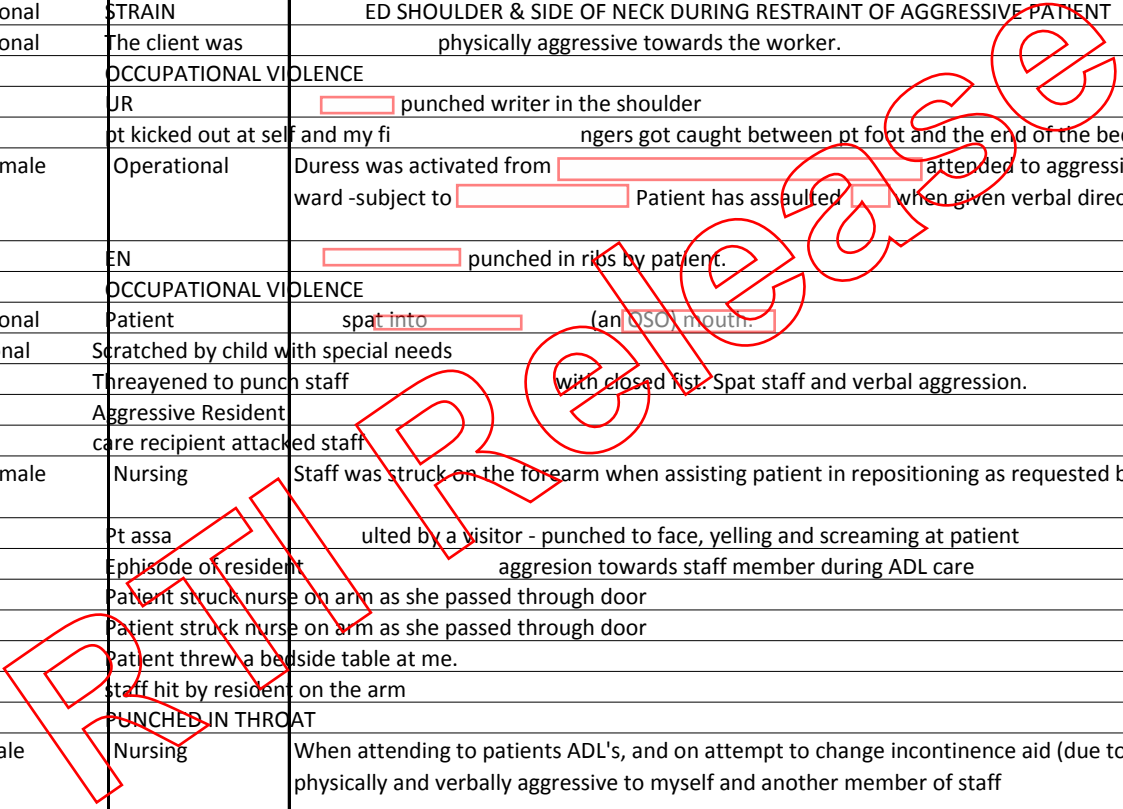 onal STRAIN ED SHOULDER & SIDE OF NECK DURING RESTRAINT OF AGGRESSIVE PATIENT
onal The client was physically aggressive towards the worker.
OCCUPATIONAL VIOLENCE
UR punched writer in the shoulder
pt kicked out at self and my fi ngers got caught between pt foot and the end of the bed
male Operational Duress was activated from attended to aggressi
ward -subject to Patient has assaulted when given verbal direc
EN punched in ribs by patient.
OCCUPATIONAL VIOLENCE
onal Patient spat into (an OSO) mouth.
nal Scratched by child with special needs
Threayened to punch staff with closed fist. Spat staff and verbal aggression.
Aggressive Resident
care recipient attacked staff
male Nursing Staff was struck on the forearm when assisting patient in repositioning as requested b
Pt assa ulted by a visitor - punched to face, yelling and screaming at patient
Ephisode of resident aggresion towards staff member during ADL care
Patient struck nurse on arm as she passed through door
Patient struck nurse on arm as she passed through door
Patient threw a bedside table at me.
staff hit by resident on the arm
PUNCHED IN THROAT
ale Nursing When attending to patients ADL's, and on attempt to change incontinence aid (due to
physically and verbally aggressive to myself and another member of staff
RTI Release